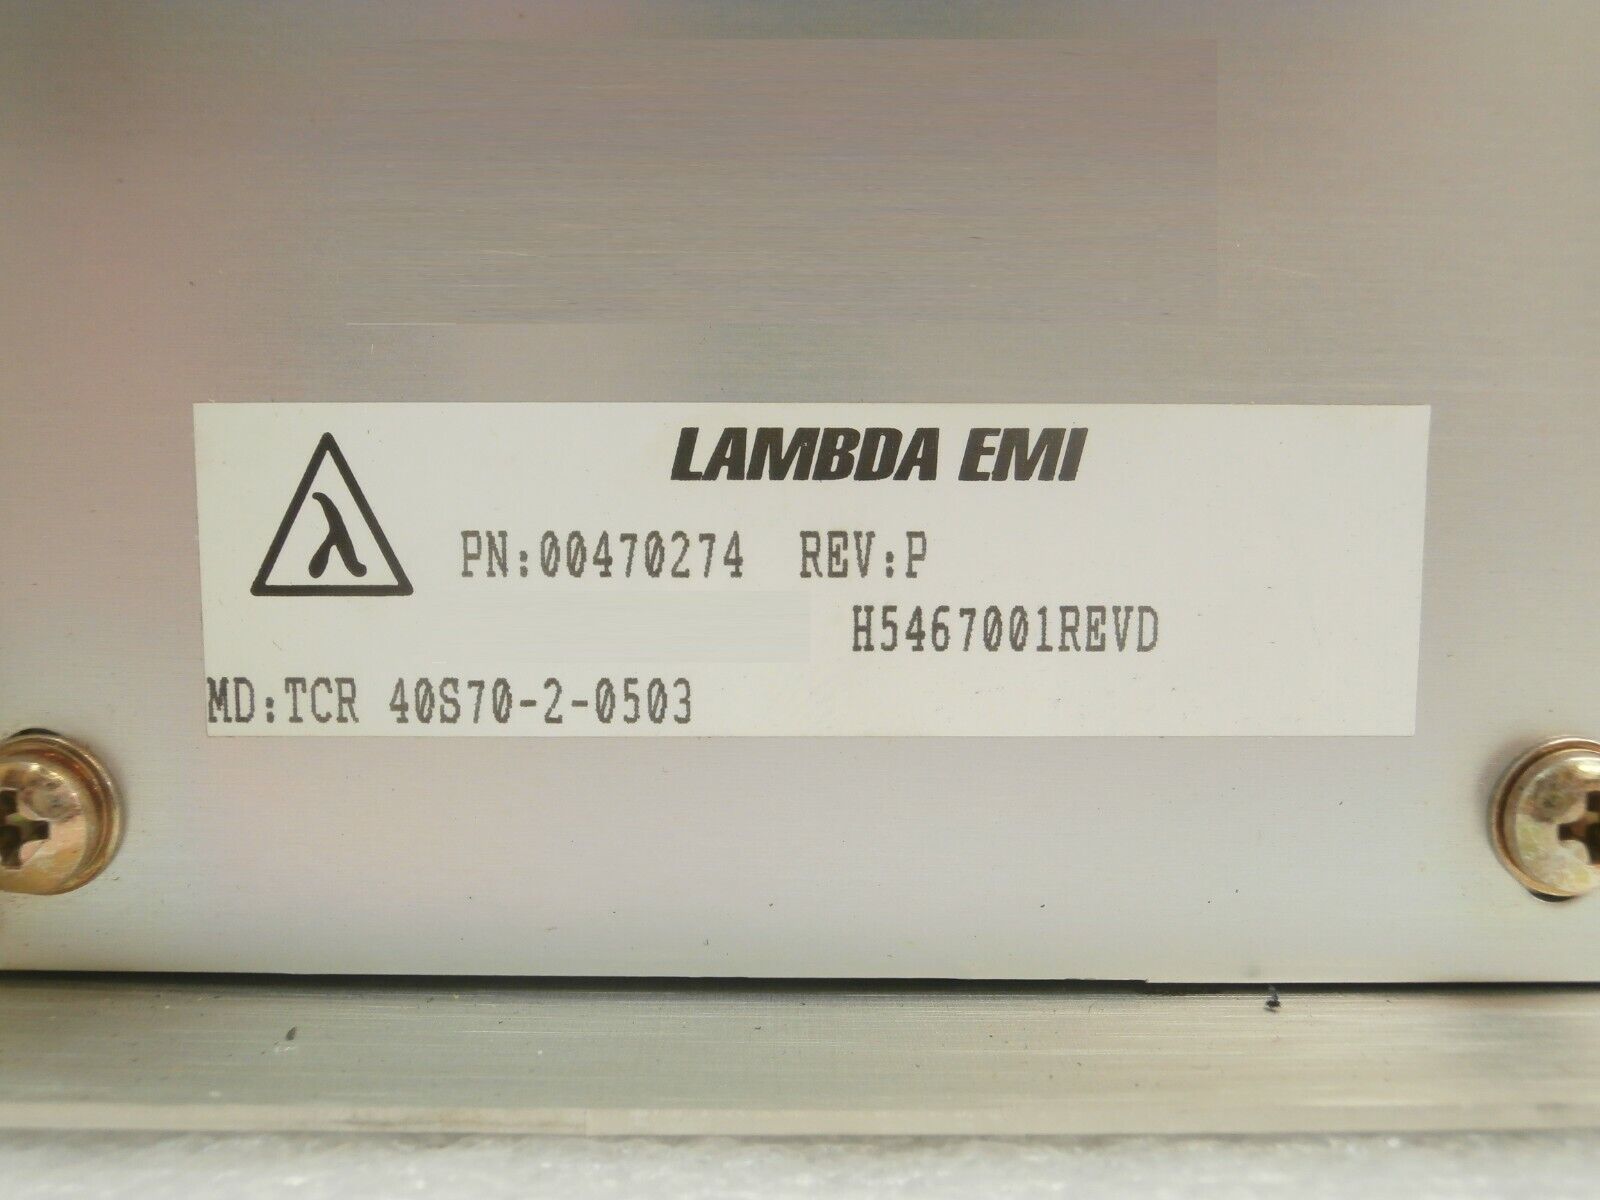 LAMBDA EMI
λ
PN:00470274 REV:P
H5467001REVD
MD:TCR 40S70-2-0503